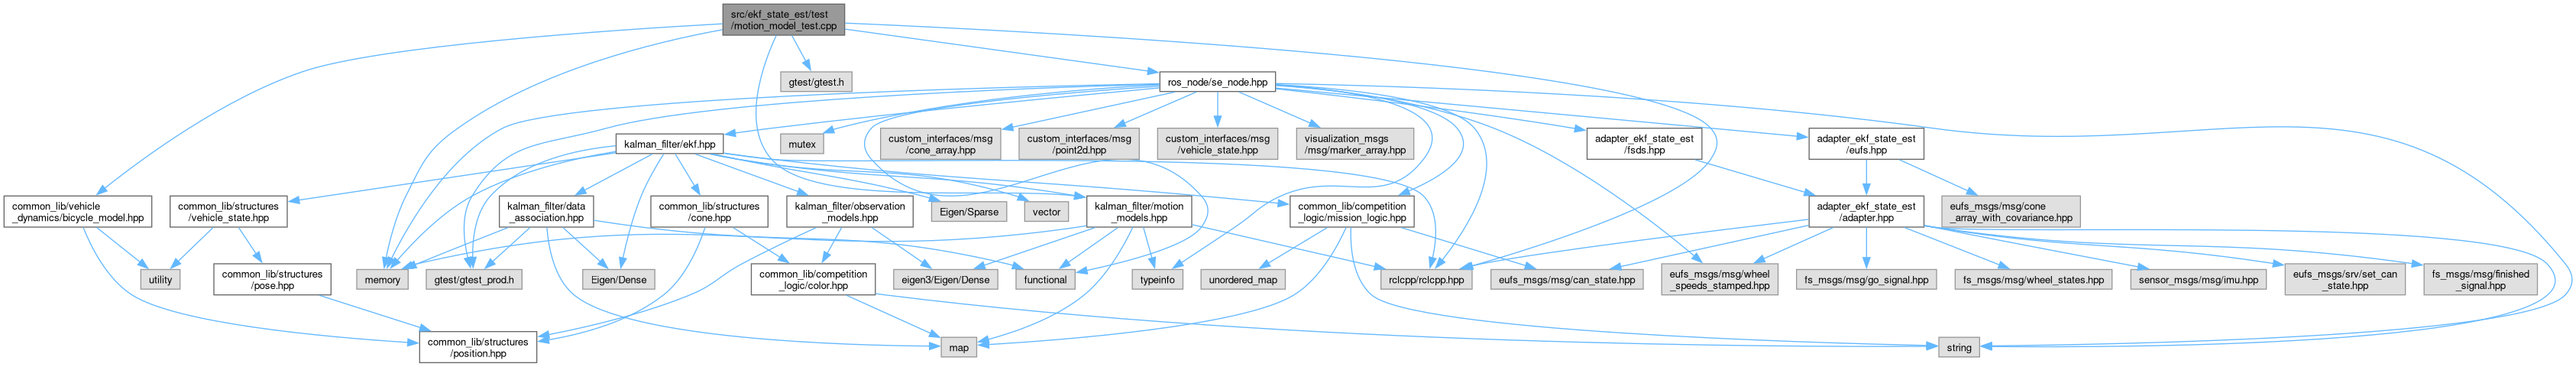 src/ekf_state_est/test
/motion_model_test.cpp
gtest/gtest.h
ros_node/se_node.hpp
kalman_filter/ekf.hpp
mutex
custom_interfaces/msg
/cone_array.hpp
custom_interfaces/msg
/point2d.hpp
custom_interfaces/msg
/vehicle_state.hpp
visualization_msgs
/msg/marker_array.hpp
adapter_ekf_state_est
/fsds.hpp
adapter_ekf_state_est
/eufs.hpp
common_lib/vehicle
_dynamics/bicycle_model.hpp
common_lib/structures
/vehicle_state.hpp
kalman_filter/data
_association.hpp
common_lib/structures
/cone.hpp
kalman_filter/observation
_models.hpp
Eigen/Sparse
vector
kalman_filter/motion
_models.hpp
common_lib/competition
_logic/mission_logic.hpp
adapter_ekf_state_est
/adapter.hpp
eufs_msgs/msg/cone
_array_with_covariance.hpp
utility
common_lib/structures
/pose.hpp
memory
gtest/gtest_prod.h
Eigen/Dense
common_lib/competition
_logic/color.hpp
eigen3/Eigen/Dense
functional
typeinfo
unordered_map
rclcpp/rclcpp.hpp
eufs_msgs/msg/can_state.hpp
eufs_msgs/msg/wheel
_speeds_stamped.hpp
fs_msgs/msg/go_signal.hpp
fs_msgs/msg/wheel_states.hpp
sensor_msgs/msg/imu.hpp
eufs_msgs/srv/set_can
_state.hpp
fs_msgs/msg/finished
_signal.hpp
common_lib/structures
/position.hpp
map
string